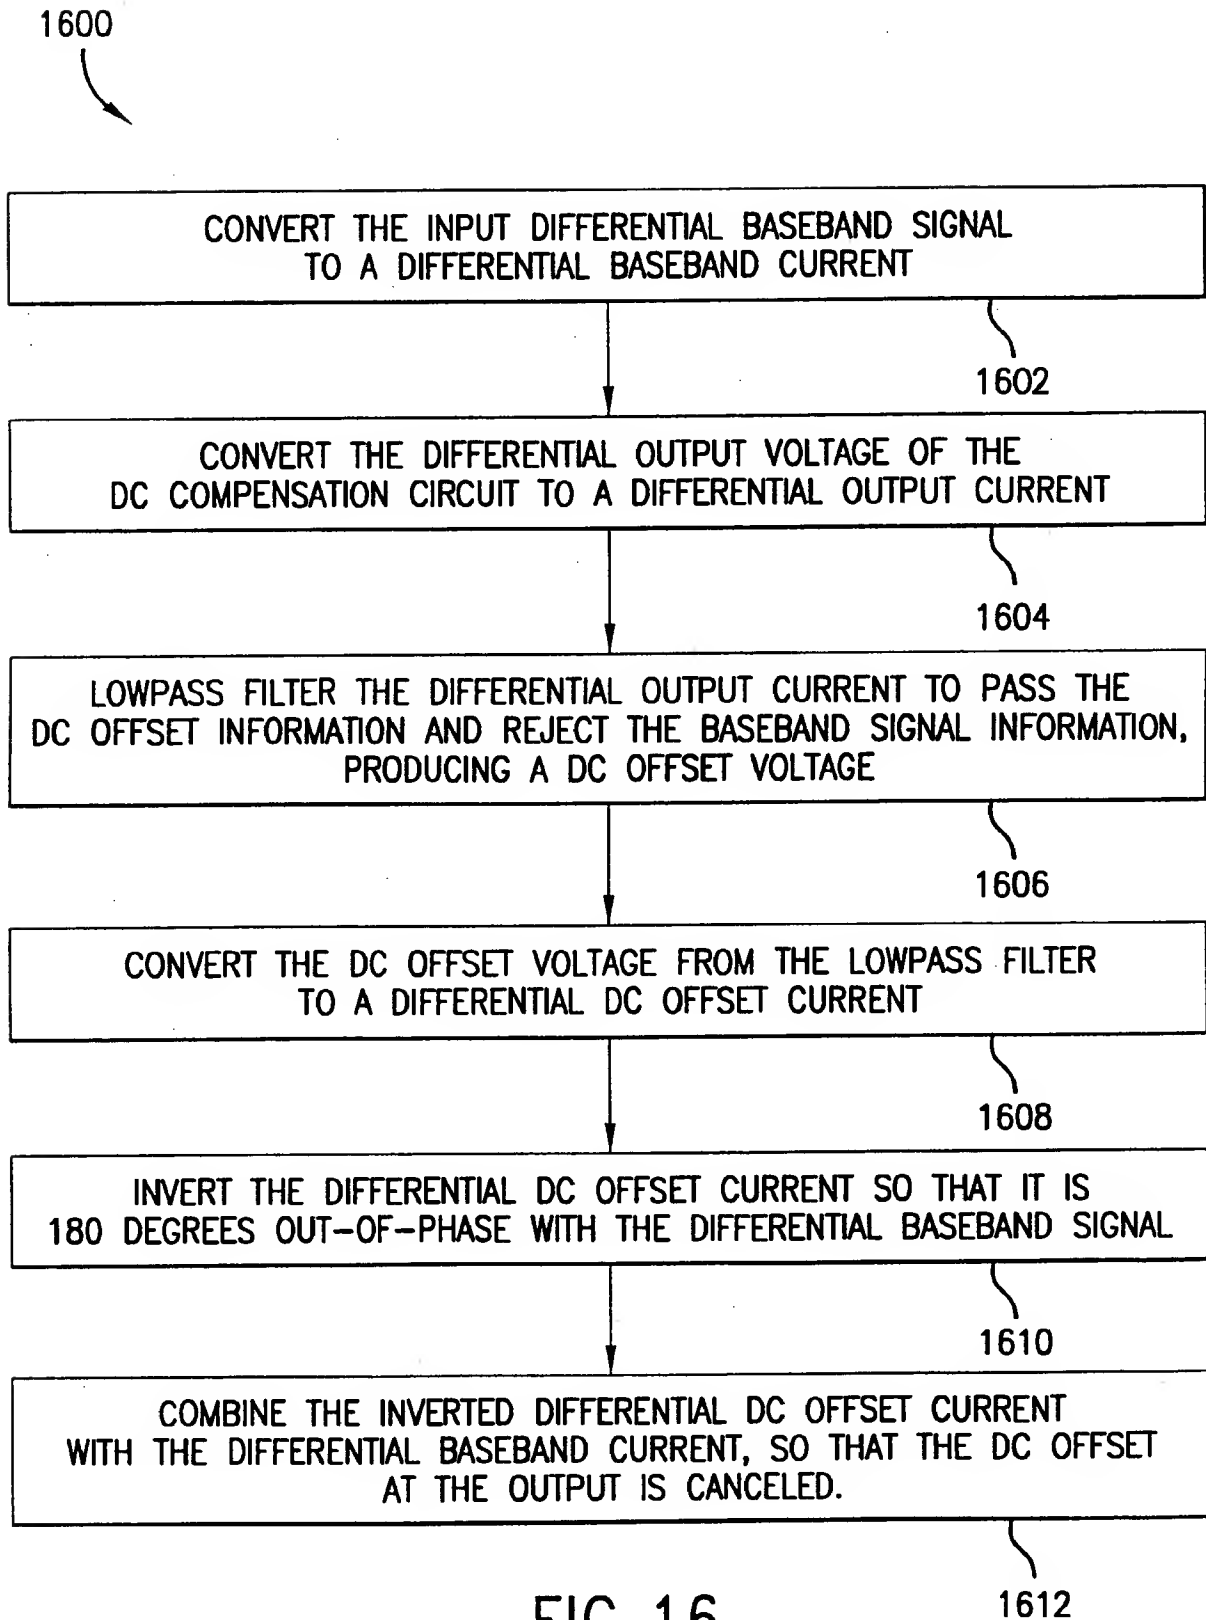 1600
CONVERT THE INPUT DIFFERENTIAL BASEBAND SIGNAL
TO A DIFFERENTIAL BASEBAND CURRENT
1602
CONVERT THE DIFFERENTIAL OUTPUT VOLTAGE OF THE
DC COMPENSATION CIRCUIT TO A DIFFERENTIAL OUTPUT CURRENT
1604
LOWPASS FILTER THE DIFFERENTIAL OUTPUT CURRENT TO PASS THE
DC OFFSET INFORMATION AND REJECT THE BASEBAND SIGNAL INFORMATION,
PRODUCING A DC OFFSET VOLTAGE
1606
CONVERT THE DC OFFSET VOLTAGE FROM THE LOWPASS FILTER
TO A DIFFERENTIAL DC OFFSET CURRENT
1608
INVERT THE DIFFERENTIAL DC OFFSET CURRENT SO THAT IT IS
180 DEGREES OUT-OF-PHASE WITH THE DIFFERENTIAL BASEBAND SIGNAL
1610
COMBINE THE INVERTED DIFFERENTIAL DC OFFSET CURRENT
WITH THE DIFFERENTIAL BASEBAND CURRENT, SO THAT THE DC OFFSET
AT THE OUTPUT IS CANCELED.
1612
FIG. 16